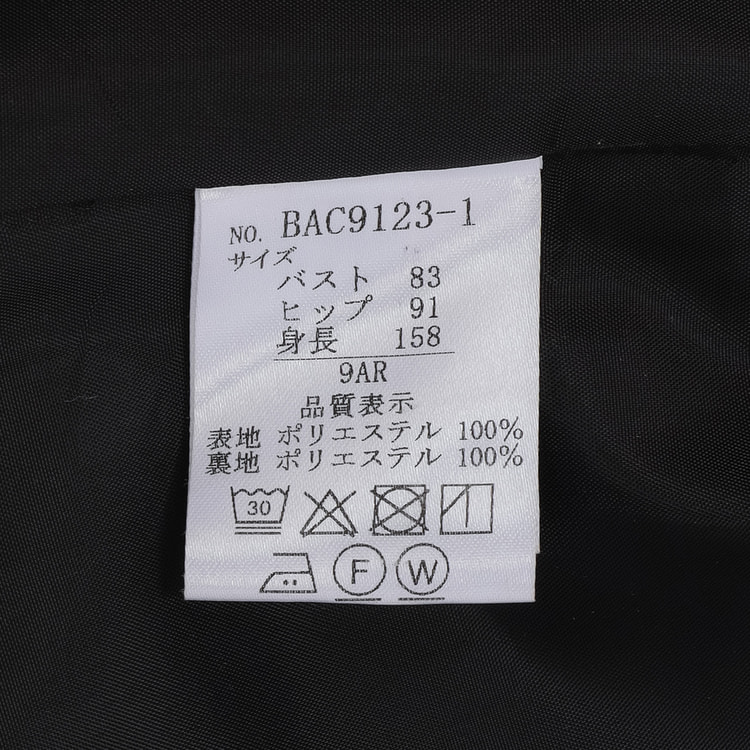 NO. BAC9123-1
サイズ
バスト 83
ヒップ 91
身長 158
9AR
品質表示
表地 ポリエステル 100%
裏地 ポリエステル 100%
30
F W